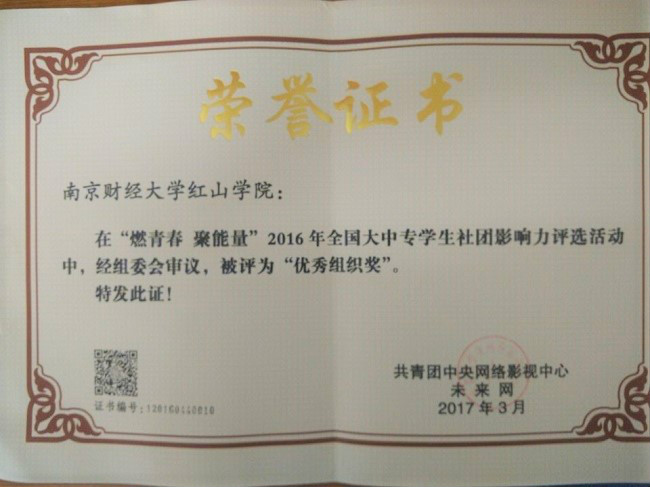 荣誉证书
南京财经大学红山学院：
在“燃青春 聚能量”2016年全国大中专学生社团影响力评选活动
中，经组委会审议，被评为“优秀组织奖”。
特发此证！
共青团中央网络影视中心
未来网
2017年3月
证书编号：